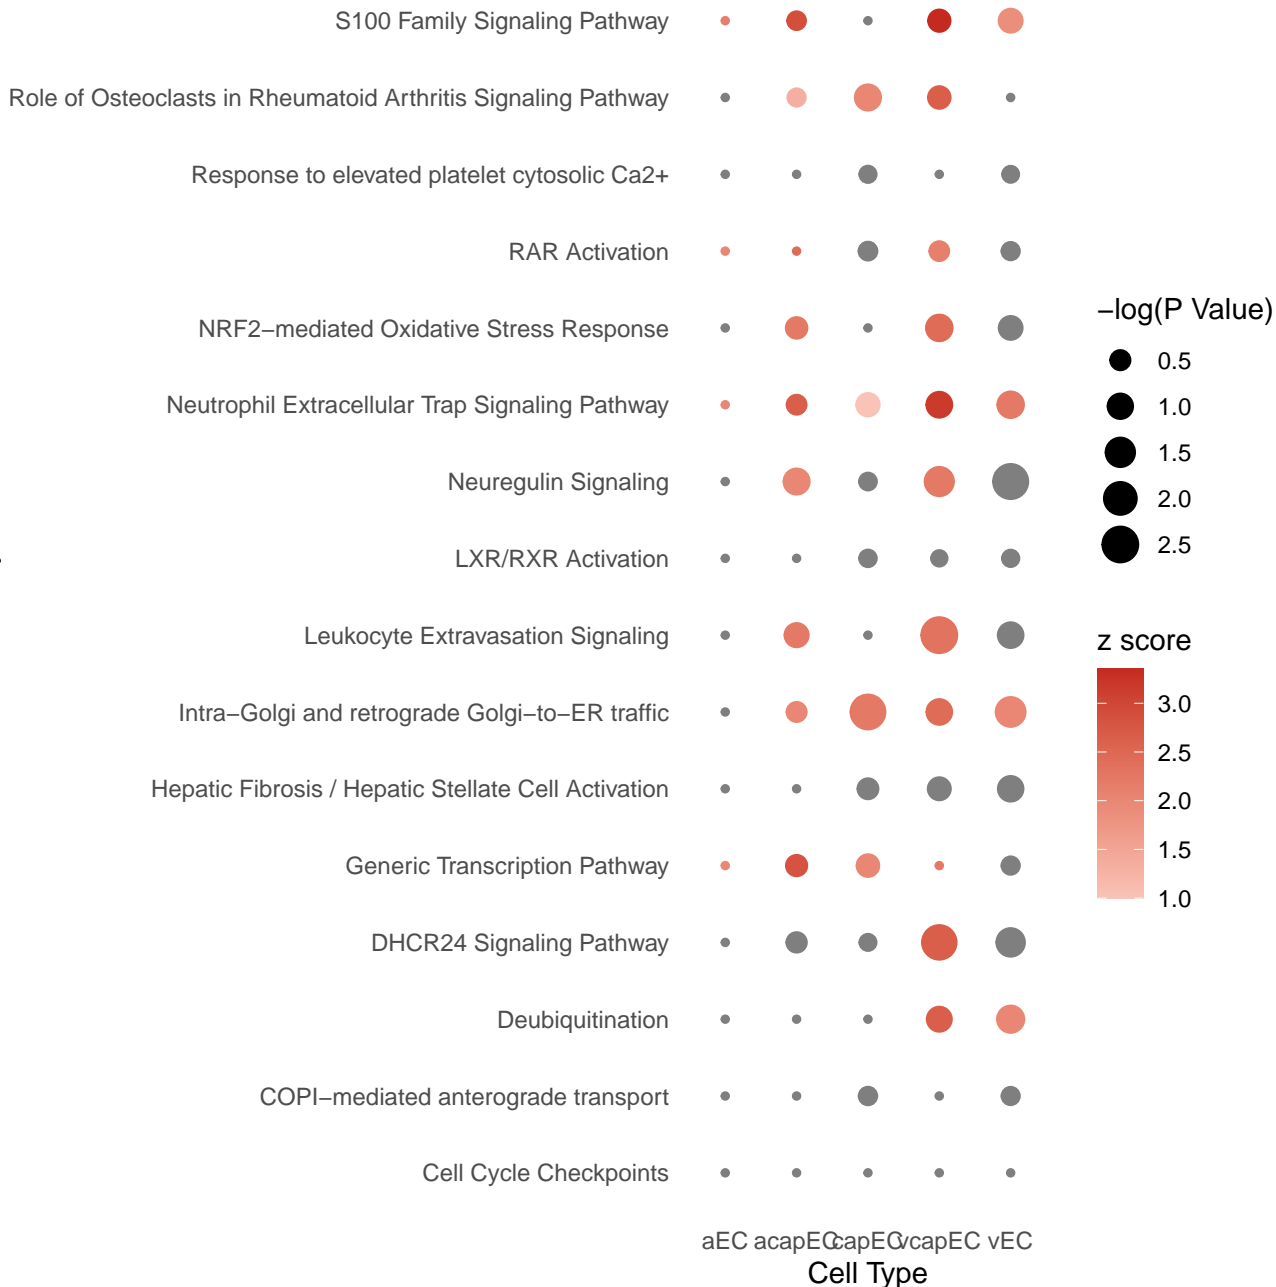 S100 Family Signaling Pathway
Role of Osteoclasts in Rheumatoid Arthritis Signaling Pathway
Response to elevated platelet cytosolic Ca2+
RAR Activation
NRF2−mediated Oxidative Stress Response
Neutrophil Extracellular Trap Signaling Pathway
Neuregulin Signaling
LXR/RXR Activation
Leukocyte Extravasation Signaling
Intra−Golgi and retrograde Golgi−to−ER traffic
Hepatic Fibrosis / Hepatic Stellate Cell Activation
Generic Transcription Pathway
DHCR24 Signaling Pathway
Deubiquitination
COPI−mediated anterograde transport
Cell Cycle Checkpoints
aEC acapEC capEC vcapEC vEC
Cell Type
−log(P Value)
0.5
1.0
1.5
2.0
2.5
z score
3.0
2.5
2.0
1.5
1.0